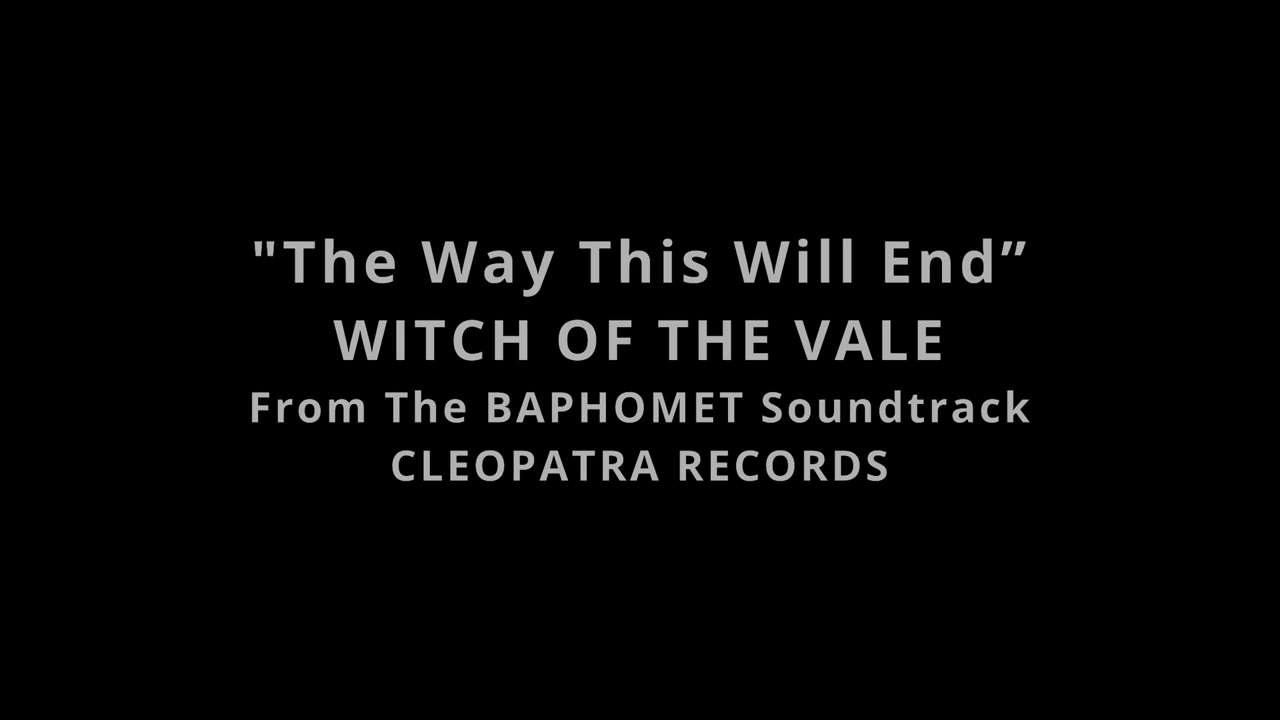 "The Way This Will End”
WITCH OF THE VALE
From The BAPHOMET Soundtrack
CLEOPATRA RECORDS